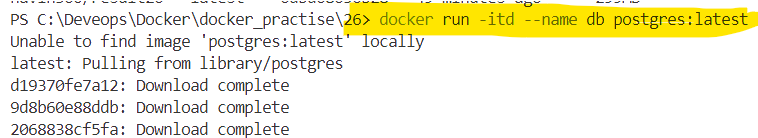 PS C:\Deveops\Docker\docker_practise\26> docker run -itd --name db postgres:latest
Unable to find image 'postgres:latest' locally
latest: Pulling from library/postgres
d19370fe7a12: Download complete
9d8b60e88ddb: Download complete
2068838cf5fa: Download complete